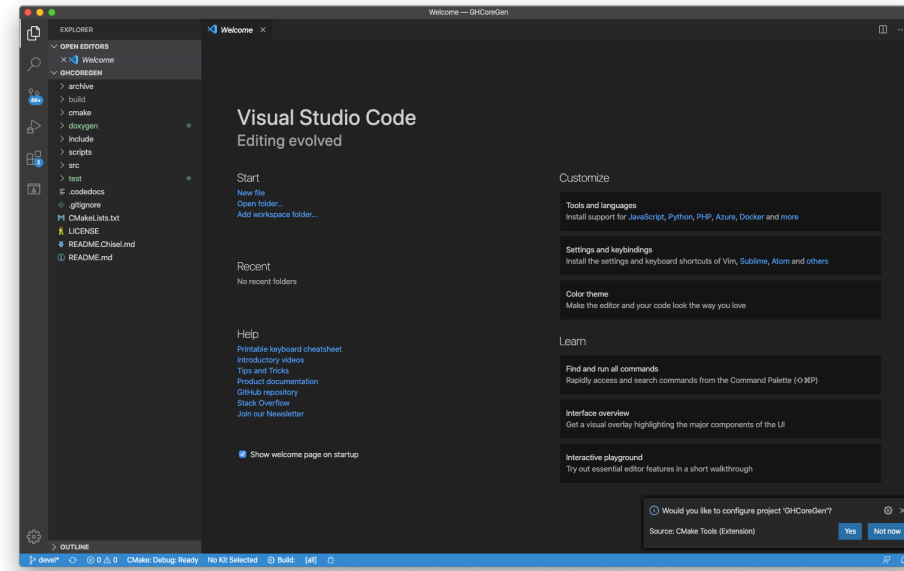 Welcome — GHCoreGen
EXPLORER
Welcome
OPEN EDITORS
Welcome
GHCOREGEN
archive
build
cmake
doxygen
include
scripts
src
test
.codedocs
.gitignore
CMakeLists.txt
LICENSE
README.Chisel.md
README.md
4K+
2
Visual Studio Code
Editing evolved
Start
New file
Open folder...
Add workspace folder...
Recent
No recent folders
Help
Printable keyboard cheatsheet
Introductory videos
Tips and Tricks
Product documentation
GitHub repository
Stack Overflow
Join our Newsletter
Show welcome page on startup
Customize
Tools and languages
Install support for JavaScript, Python, PHP, Azure, Docker and more
Settings and keybindings
Install the settings and keyboard shortcuts of Vim, Sublime, Atom and others
Color theme
Make the editor and your code look the way you love
Learn
Find and run all commands
Rapidly access and search commands from the Command Palette (⇧⌘P)
Interface overview
Get a visual overlay highlighting the major components of the UI
Interactive playground
Try out essential editor features in a short walkthrough
Would you like to configure project 'GHCoreGen'?
Source: CMake Tools (Extension)
Yes
Not now
OUTLINE
devel*
0
0
CMake: Debug: Ready
No Kit Selected
Build:
[all]